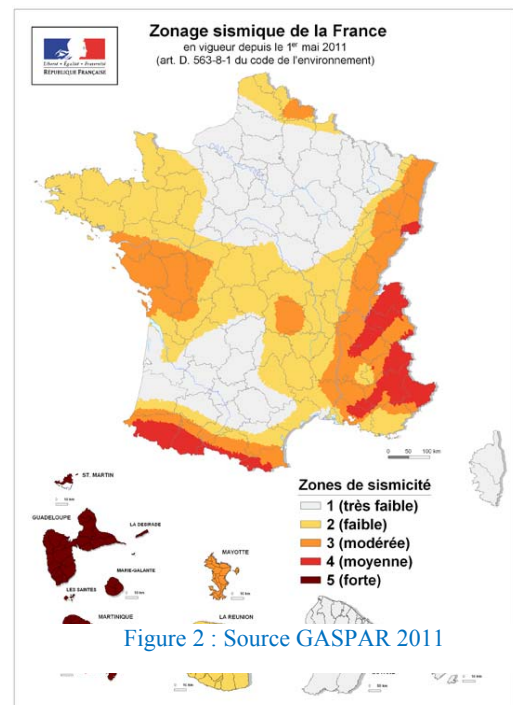 Zonage sismique de la France
en vigueur depuis le 1er mai 2011
(art. D. 563-8-1 du code de l'environnement)
Liberté • Égalité • Fraternité
RÉPUBLIQUE FRANÇAISE
0 50 100 km
ST. MARTIN
GUADELOUPE
LA DESIRADE
MARIE-GALANTE
LES SAINTES
MARTINIQUE
MAYOTTE
LA REUNION
Zones de sismicité
1 (très faible)
2 (faible)
3 (modérée)
4 (moyenne)
5 (forte)
Figure 2 : Source GASPAR 2011